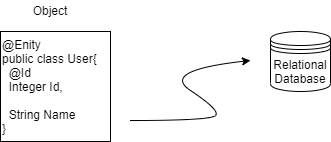 Object
@Enity
public class User{
@Id
Integer Id,
String Name
}
Relational
Database